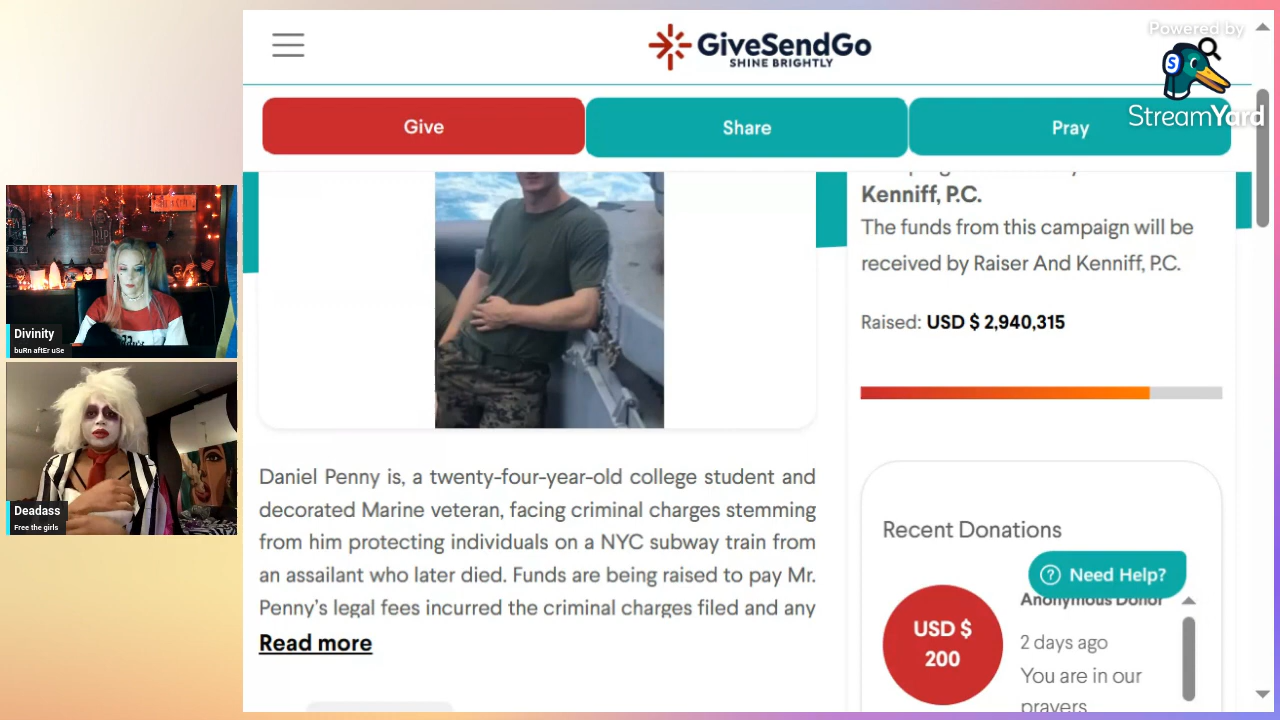 GiveSendGo
SHINE BRIGHTLY
Powered by
StreamYard
Give
Share
Pray
Kenniff, P.C.
The funds from this campaign will be
received by Raiser And Kenniff, P.C.
Raised: USD $ 2,940,315
Daniel Penny is, a twenty-four-year-old college student and
decorated Marine veteran, facing criminal charges stemming
from him protecting individuals on a NYC subway train from
an assailant who later died. Funds are being raised to pay Mr.
Penny's legal fees incurred the criminal charges filed and any
Read more
Recent Donations
Need Help?
USD $
200
Anonymous Donor
2 days ago
You are in our
prayers
Divinity
buRn aftEr uSe
Deadass
Free the girls